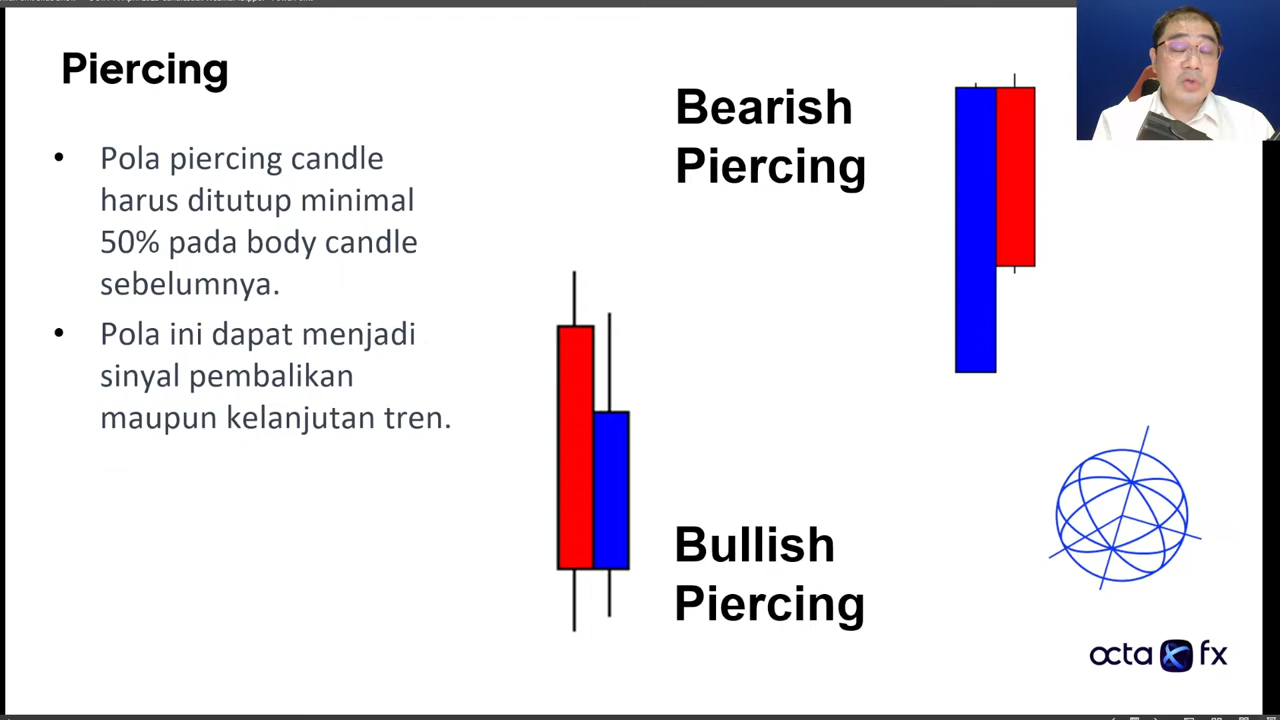 Piercing
• Pola piercing candle
harus ditutup minimal
50% pada body candle
sebelumnya.
• Pola ini dapat menjadi
sinyal pembalikan
maupun kelanjutan tren.
Bearish
Piercing
Bullish
Piercing
octa fx